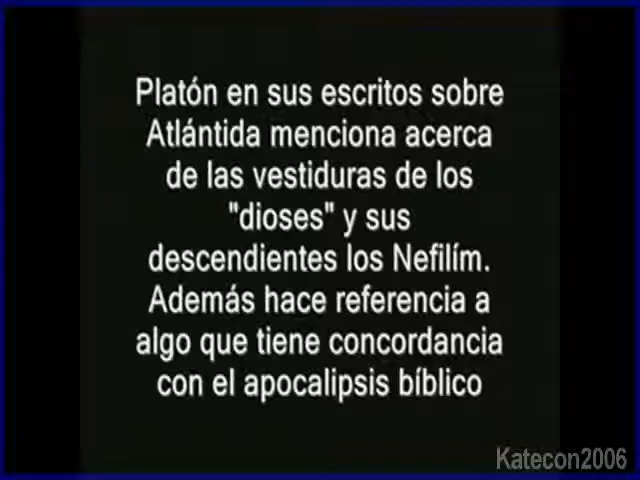 Platón en sus escritos sobre
Atlántida menciona acerca
de las vestiduras de los
"dioses" y sus
descendientes los Nefilím.
Además hace referencia a
algo que tiene concordancia
con el apocalipsis bíblico
Katecon2006